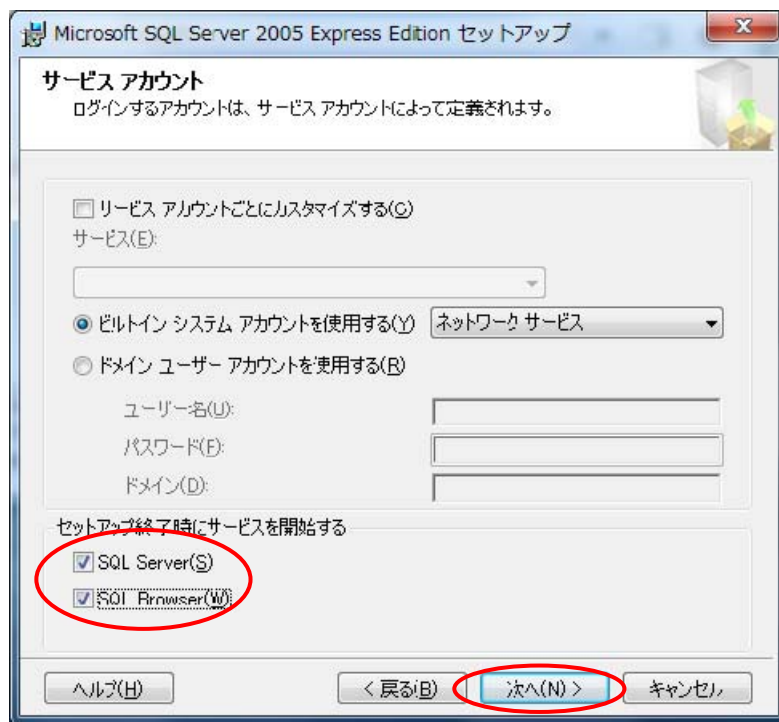 Microsoft SQL Server 2005 Express Edition セットアップ
サービス アカウント
ログインするアカウントは、サービス アカウントによって定義されます。
サービス アカウントごとにカスタマイズする(C)
サービス(E):
ビルトイン システム アカウントを使用する(Y) ネットワーク サービス
ドメイン ユーザー アカウントを使用する(R)
ユーザー名(U):
パスワード(P):
ドメイン(D):
セットアップ終了時にサービスを開始する
SQL Server(S)
SQL Browser(W)
ヘルプ(H) < 戻る(B) 次へ(N) > キャンセル